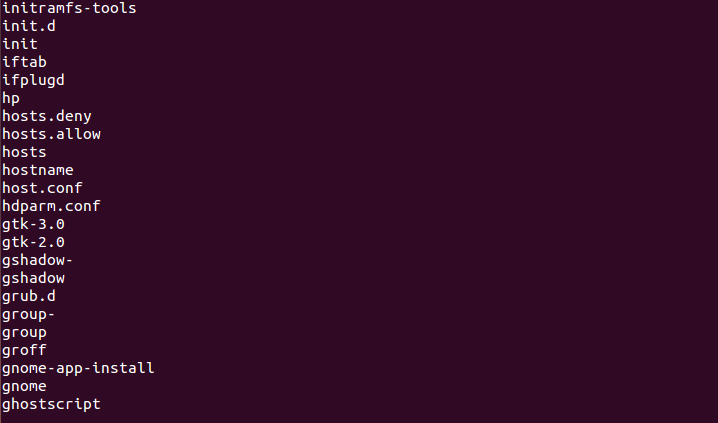 initramfs-tools
init.d
init
iftab
ifplugd
hp
hosts.deny
hosts.allow
hosts
hostname
host.conf
hdparm.conf
gtk-3.0
gtk-2.0
gshadow-
gshadow
grub.d
group-
group
groff
gnome-app-install
gnome
ghostscript